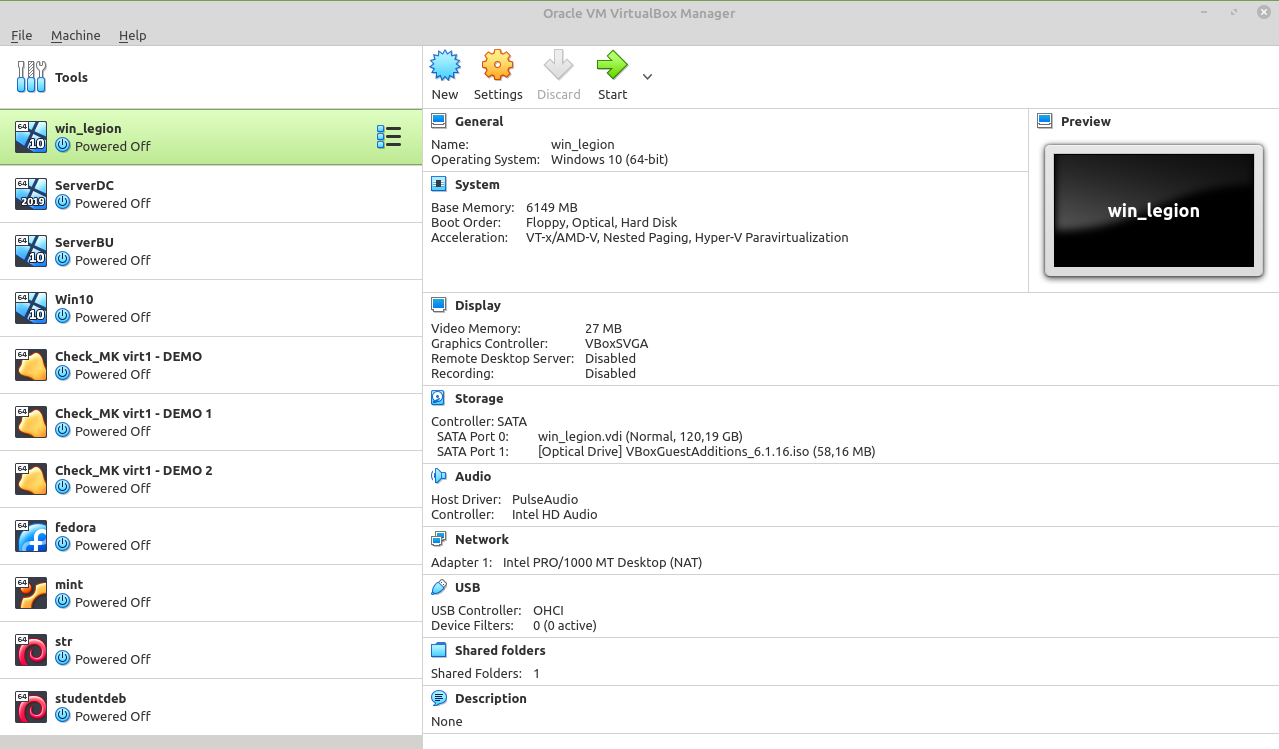 Oracle VM VirtualBox Manager
File Machine Help
Tools
64 10 win_legion
Powered Off
64 2019 ServerDC
Powered Off
64 10 ServerBU
Powered Off
64 10 Win10
Powered Off
64 Check_MK virt1 - DEMO
Powered Off
64 Check_MK virt1 - DEMO 1
Powered Off
64 Check_MK virt1 - DEMO 2
Powered Off
64 fedora
Powered Off
64 mint
Powered Off
64 str
Powered Off
64 studentdeb
Powered Off
New Settings Discard Start
General
Name: win_legion
Operating System: Windows 10 (64-bit)
System
Base Memory: 6149 MB
Boot Order: Floppy, Optical, Hard Disk
Acceleration: VT-x/AMD-V, Nested Paging, Hyper-V Paravirtualization
Preview
win_legion
Display
Video Memory: 27 MB
Graphics Controller: VBoxSVGA
Remote Desktop Server: Disabled
Recording: Disabled
Storage
Controller: SATA
SATA Port 0: win_legion.vdi (Normal, 120,19 GB)
SATA Port 1: [Optical Drive] VBoxGuestAdditions_6.1.16.iso (58,16 MB)
Audio
Host Driver: PulseAudio
Controller: Intel HD Audio
Network
Adapter 1: Intel PRO/1000 MT Desktop (NAT)
USB
USB Controller: OHCI
Device Filters: 0 (0 active)
Shared folders
Shared Folders: 1
Description
None